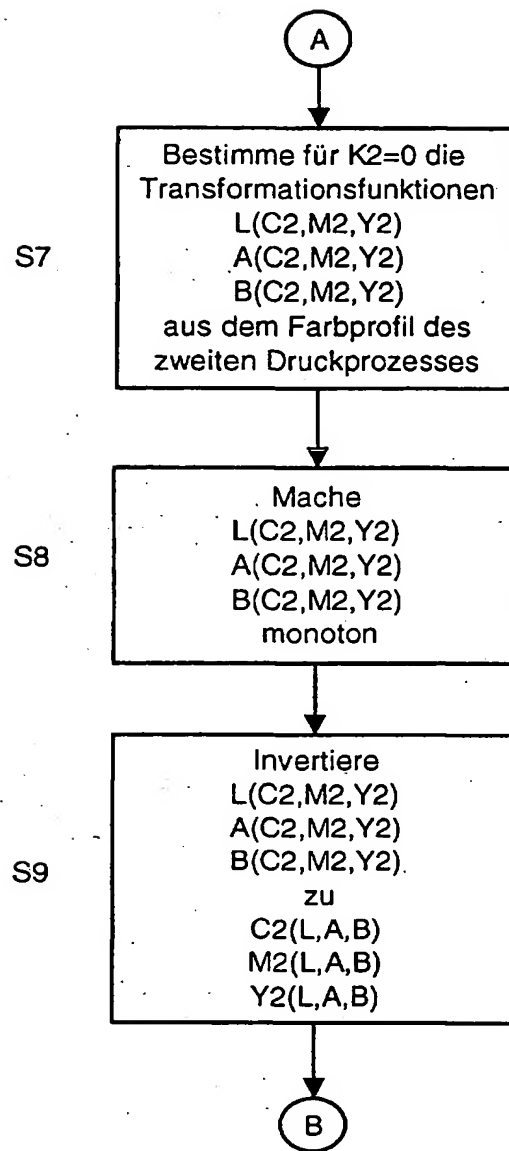 A
S7
Bestimme für K2=0 die
Transformationsfunktionen
L(C2,M2,Y2)
A(C2,M2,Y2)
B(C2,M2,Y2)
aus dem Farbprofil des
zweiten Druckprozesses
S8
Mache
L(C2,M2,Y2)
A(C2,M2,Y2)
B(C2,M2,Y2)
monoton
S9
Invertiere
L(C2,M2,Y2)
A(C2,M2,Y2)
B(C2,M2,Y2)
zu
C2(L,A,B)
M2(L,A,B)
Y2(L,A,B)
B